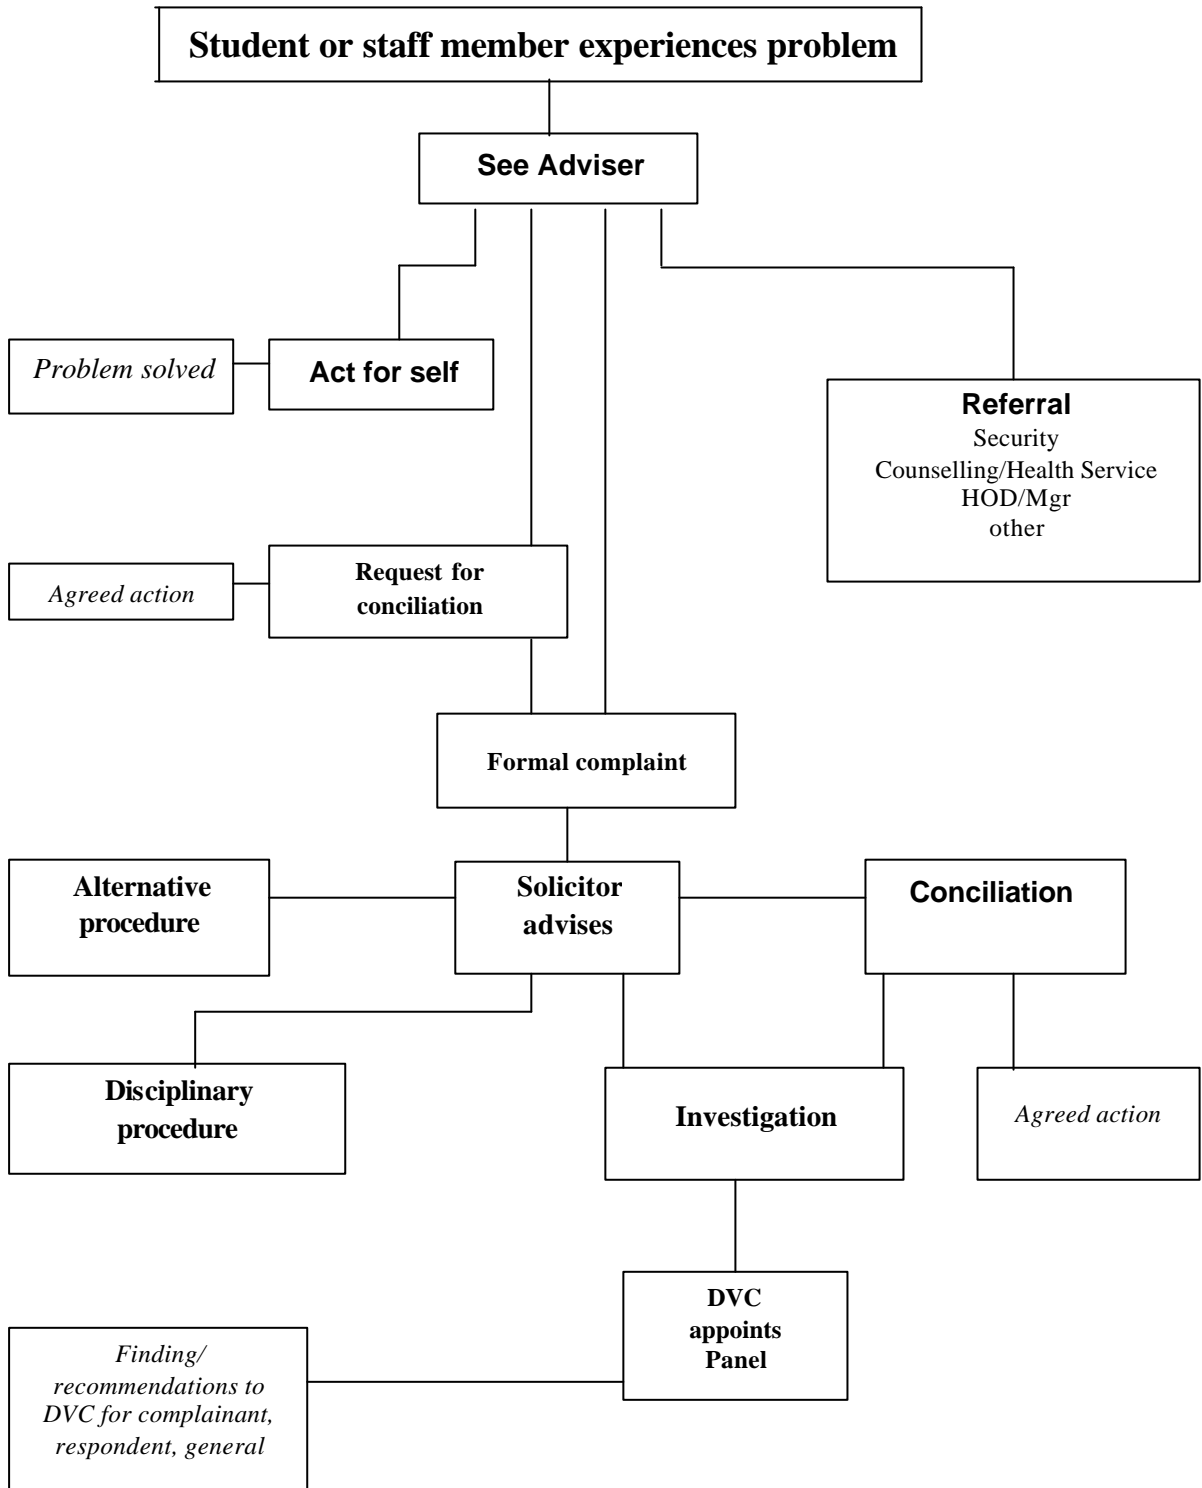 Student or staff member experiences problem
See Adviser
Problem solved
Act for self
Referral
Security
Counselling/Health Service
HOD/Mgr
other
Request for
conciliation
Agreed action
Formal complaint
Alternative
procedure
Solicitor
advises
Conciliation
Disciplinary
procedure
Investigation
Agreed action
DVC
appoints
Panel
Finding/
recommendations to
DVC for complainant,
respondent, general